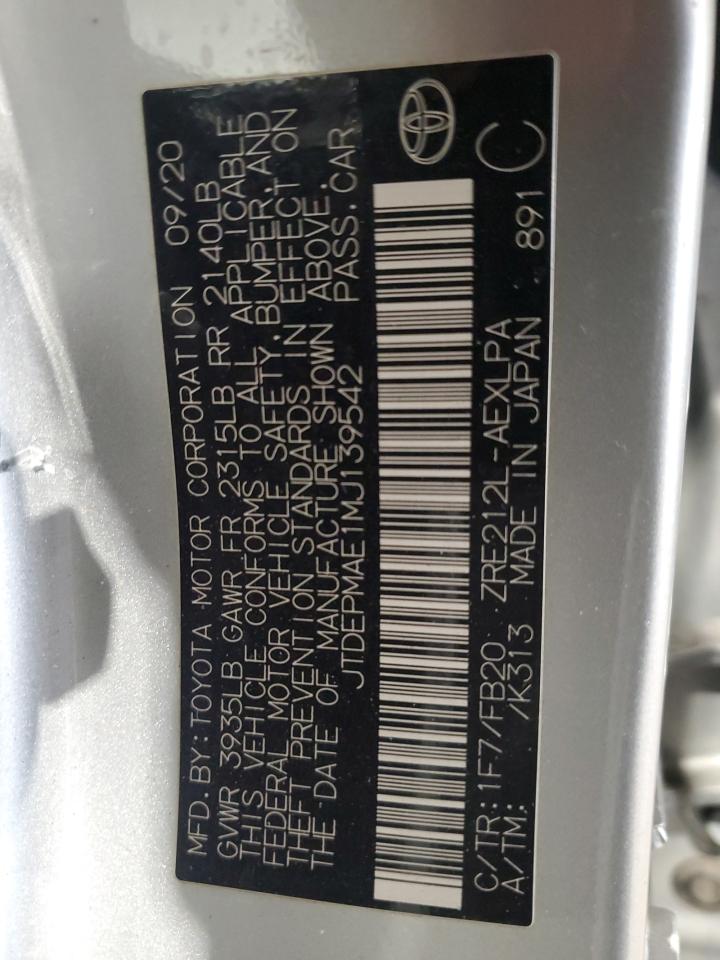 MFD. BY: TOYOTA MOTOR CORPORATION 09/20
GVWR 3935LB GAWR FR 2315LB RR 2140LB
THIS VEHICLE CONFORMS TO ALL APPLICABLE
FEDERAL MOTOR VEHICLE SAFETY, BUMPER, AND
THEFT PREVENTION STANDARDS IN EFFECT ON
THE DATE OF MANUFACTURE SHOWN ABOVE.
JTDEPMAE1MJ139542 PASS. CAR
C/TR: 1F7/FB20 ZRE212L-AEXLPA C
A/TM: /K313 MADE IN JAPAN 891